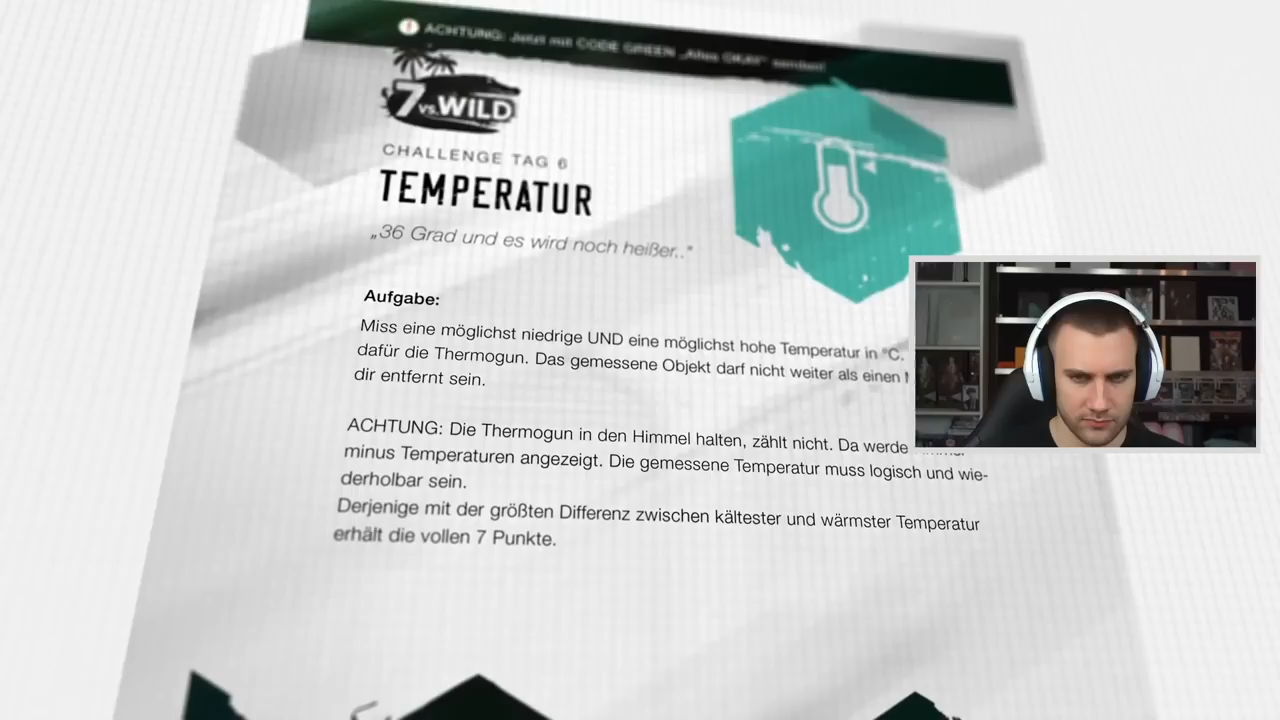 ACHTUNG: Jetzt mit CODE GRÜEN „Alles OKAY" senden!
7 vs. WILD
CHALLENGE TAG 6
TEMPERATUR
„36 Grad und es wird noch heißer.."
Aufgabe:
Miss eine möglichst niedrige UND eine möglichst hohe Temperatur in °C.
dafür die Thermogun. Das gemessene Objekt darf nicht weiter als einen
dir entfernt sein.
ACHTUNG: Die Thermogun in den Himmel halten, zählt nicht. Da werde
minus Temperaturen angezeigt. Die gemessene Temperatur muss logisch und wie-
derholbar sein.
Derjenige mit der größten Differenz zwischen kältester und wärmster Temperatur
erhält die vollen 7 Punkte.